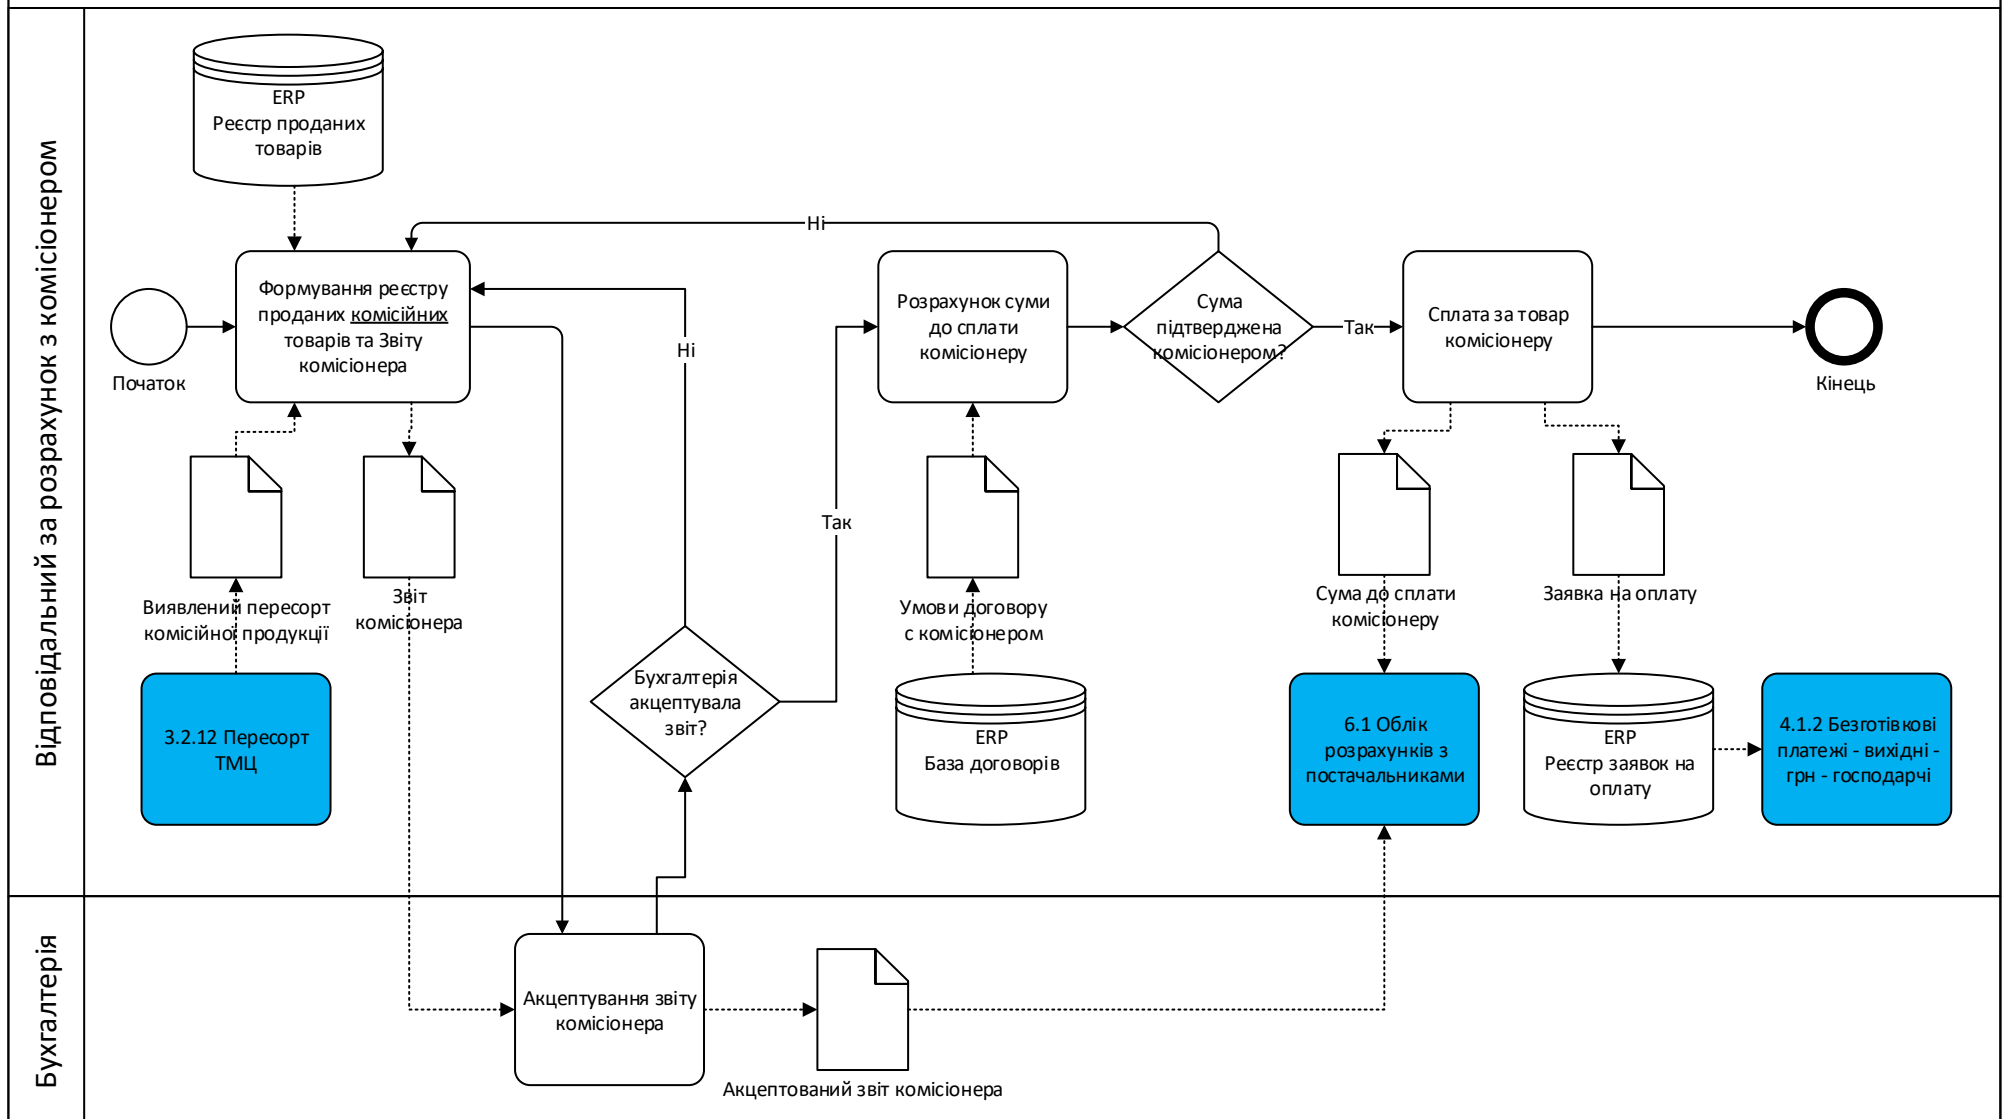 Відповідальний за розрахунок з комісіонером
ERP
Реєстр проданих
товарів
Ні
Початок
Формування реєстру
проданих комісійних
товарів та Звіту
комісіонера
Ні
Розрахунок суми
до сплати
комісіонеру
Сума
підтверджена
комісіонером?
Так
Сплата за товар
комісіонеру
Кінець
Так
Виявлений пересорт
комісійної продукції
Звіт
комісіонера
Умови договору
с комісіонером
Сума до сплати
комісіонеру
Заявка на оплату
3.2.12 Пересорт
ТМЦ
Бухгалтерія
акцептувала
звіт?
ERP
База договорів
6.1 Облік
розрахунків з
постачальниками
ERP
Реєстр заявок на
оплату
4.1.2 Безготівкові
платежі - вихідні -
грн - господарчі
Бухгалтерія
Акцептування звіту
комісіонера
Акцептований звіт комісіонера